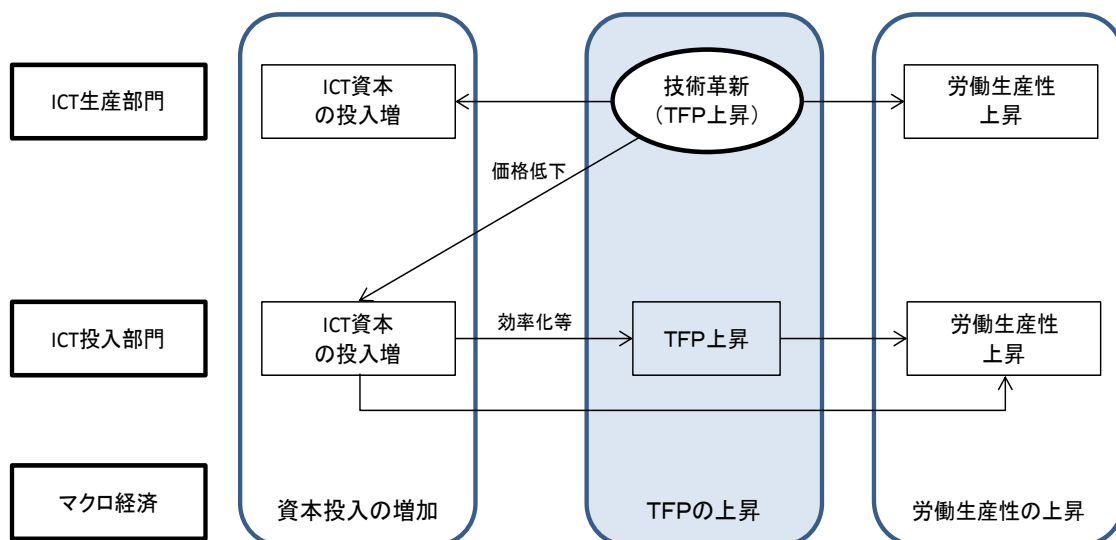 ICT生産部門
ICT資本
の投入増
技術革新
(TFP上昇)
労働生産性
上昇
価格低下
ICT投入部門
ICT資本
の投入増
効率化等
TFP上昇
労働生産性
上昇
マクロ経済
資本投入の増加
TFPの上昇
労働生産性の上昇